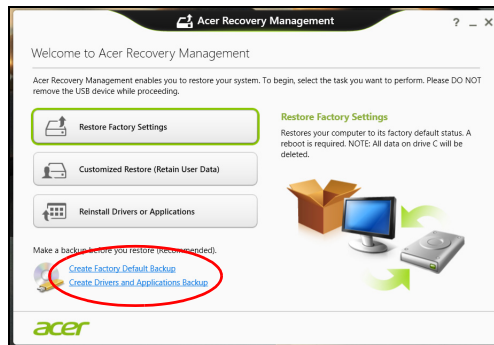 Acer Recovery Management
? _ X
Welcome to Acer Recovery Management
Acer Recovery Management enables you to restore your system. To begin, select the task you want to perform. Please DO NOT
remove the USB device while proceeding.
Restore Factory Settings
Customized Restore (Retain User Data)
Reinstall Drivers or Applications
Restore Factory Settings
Restores your computer to its factory default status. A
reboot is required. NOTE: All data on drive C will be
deleted.
Make a backup before you restore (Recommended).
Create Factory Default Backup
Create Drivers and Applications Backup
acer